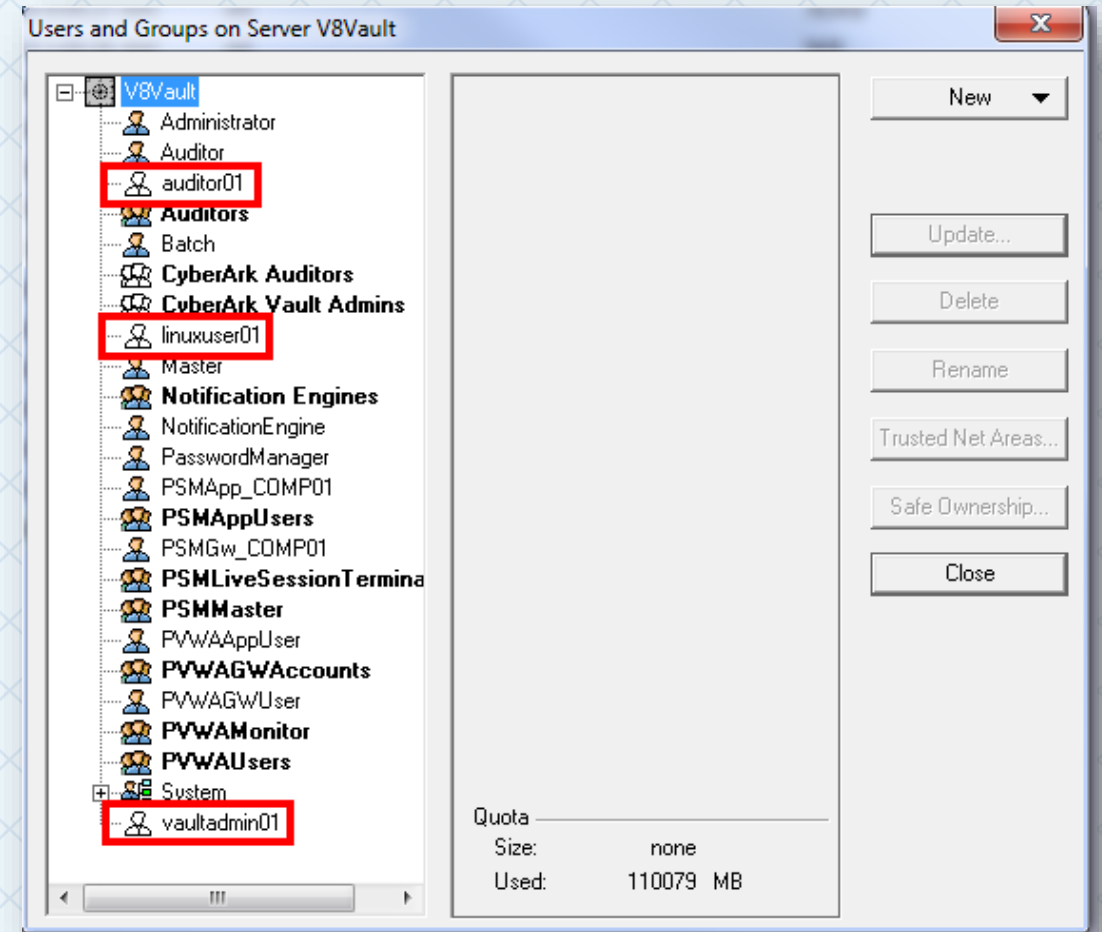 Users and Groups on Server V8Vault
V8Vault
Administrator
Auditor
auditor01
Auditors
Batch
CyberArk Auditors
CyberArk Vault Admins
linuxuser01
Master
Notification Engines
NotificationEngine
PasswordManager
PSMApp_COMP01
PSMAppUsers
PSMGw_COMP01
PSMLiveSessionTermina
PSMMaster
PVWAAppUser
PVWAGWAccounts
PVWAGWUser
PVWAMonitor
PVWAUsers
System
vaultadmin01
New
Update...
Delete
Rename
Trusted Net Areas...
Safe Ownership...
Close
Quota
Size: none
Used: 110079 MB